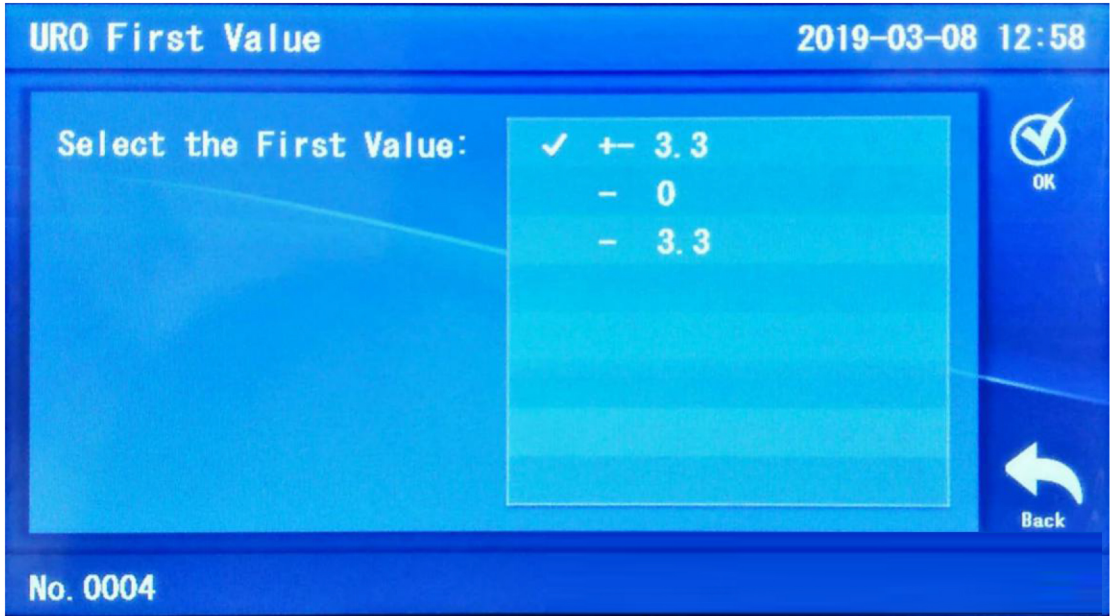 URO First Value 2019-03-08 12:58
Select the First Value:
✓ +- 3.3
- 0
- 3.3
OK
Back
No. 0004